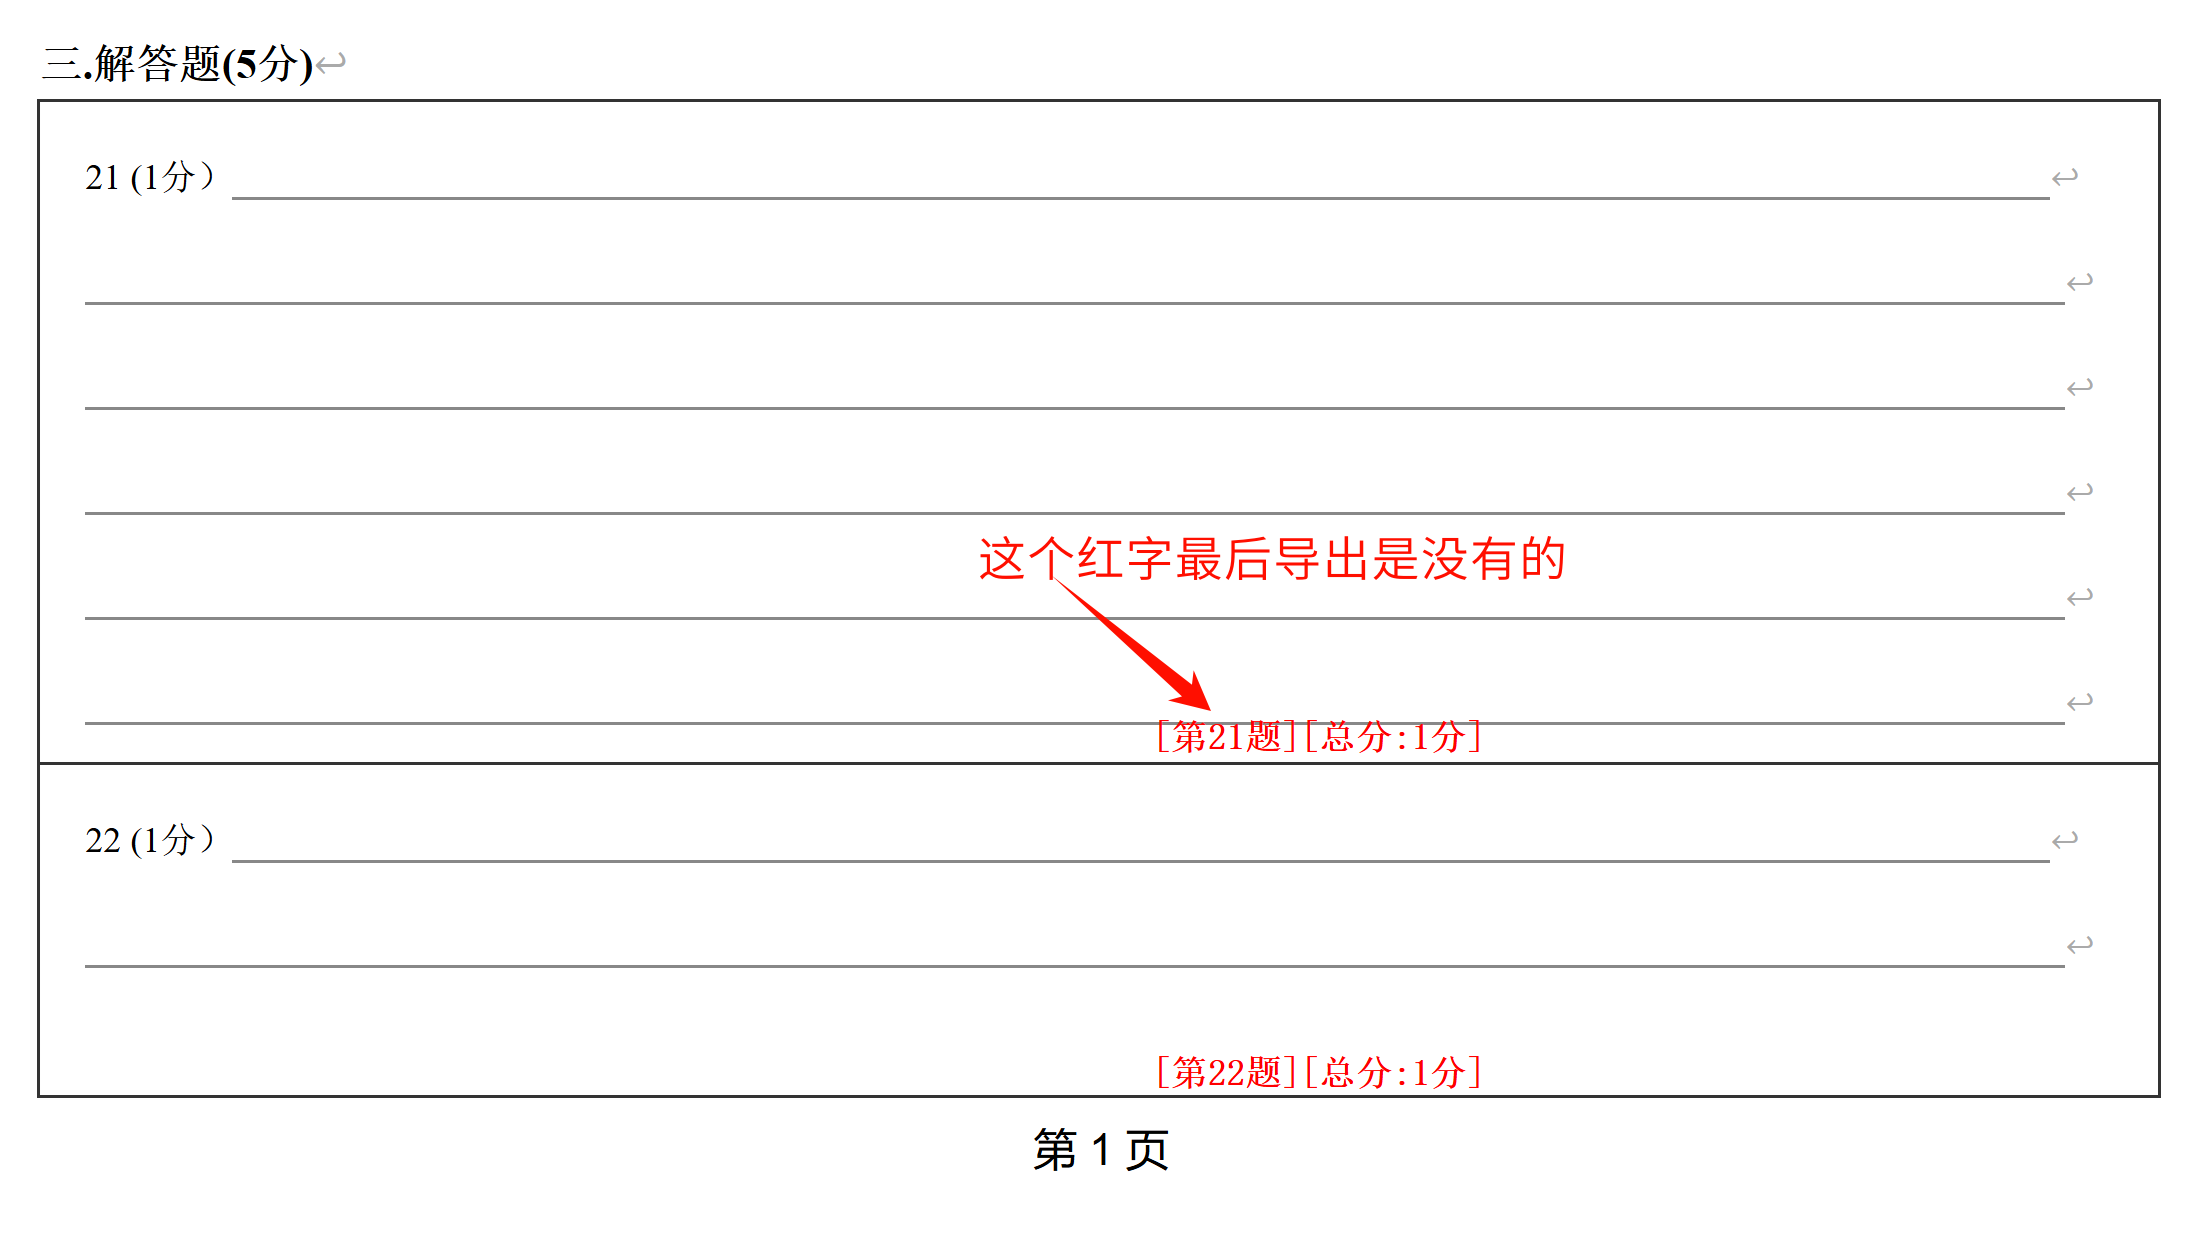 三.解答题(5分)↩
21 (1分）↩
↩
↩
↩
这个红字最后导出是没有的
↩
↩
[第21题][总分:1分]
22 (1分）↩
↩
[第22题][总分:1分]
第 1 页